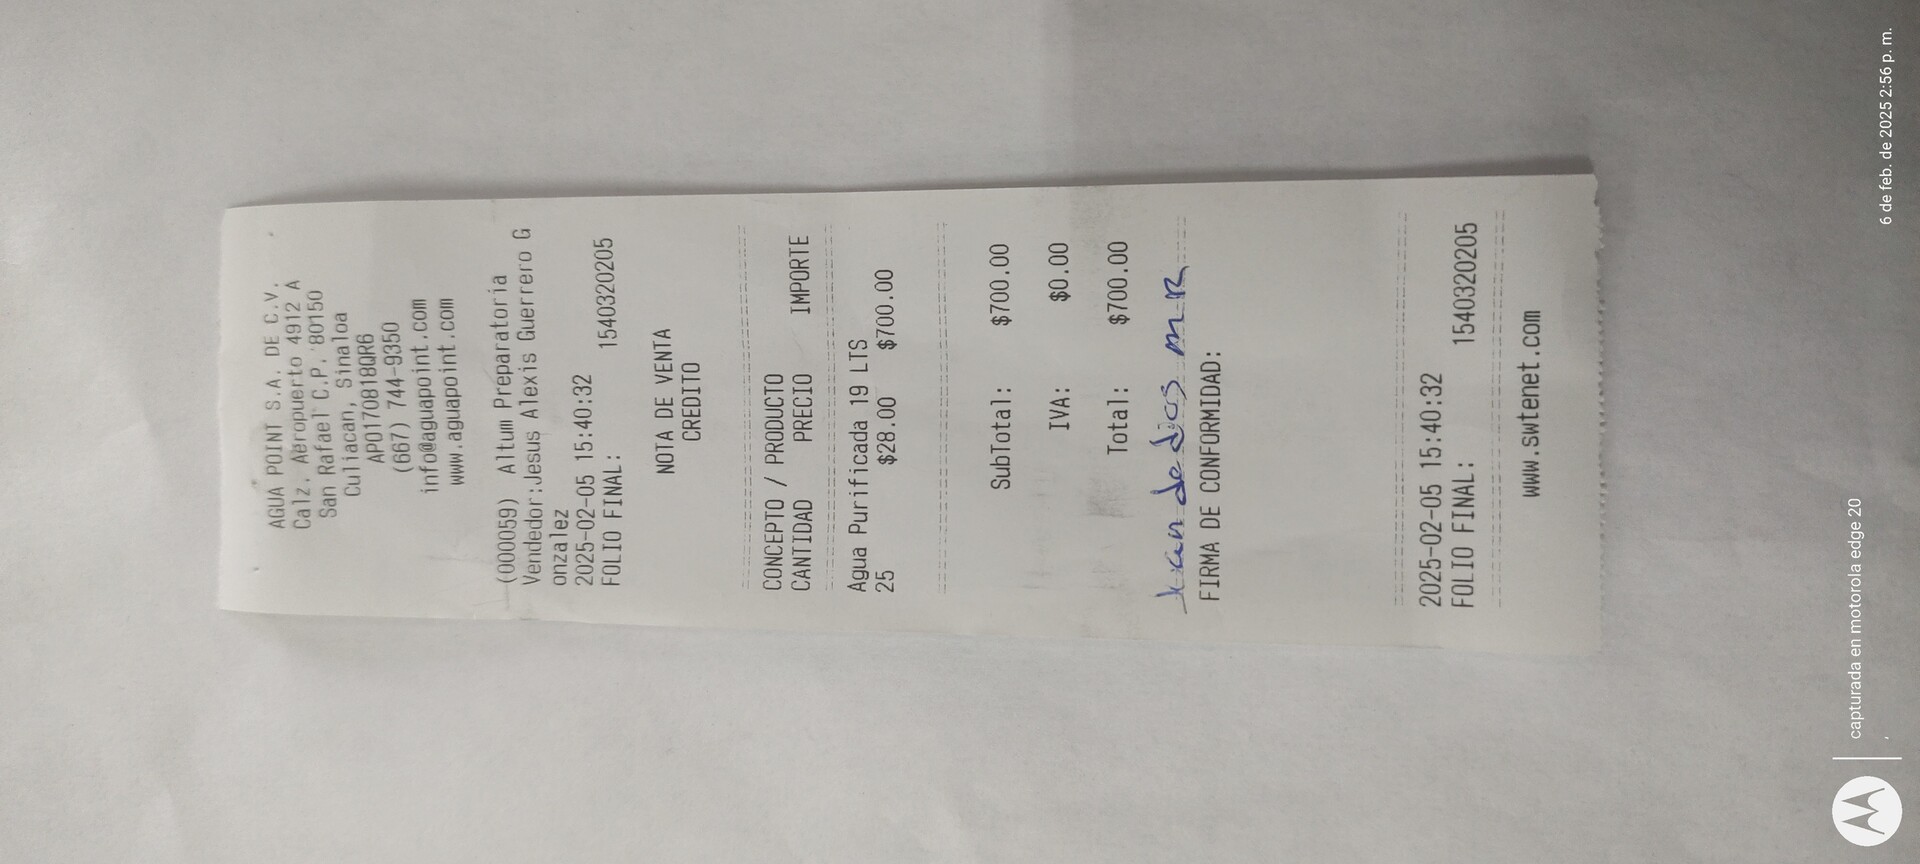 AGUA POINT S.A. DE C.V.
Calz. Aeropuerto 4912 A
San Rafael C.P. 80150
Culiacan, Sinaloa
APO170818QR6
(667) 744-9350
info@aguapoint.com
www.aguapoint.com
(000059) Altum Preparatoria
Vendedor:Jesus Alexis Guerrero G
onzalez
2025-02-05 15:40:32
FOLIO FINAL: 1540320205
NOTA DE VENTA
CREDITO
CONCEPTO / PRODUCTO
CANTIDAD PRECIO IMPORTE
Agua Purificada 19 LTS
25 $28.00 $700.00
SubTotal: $700.00
IVA: $0.00
Total: $700.00
Juan de Dios M R
FIRMA DE CONFORMIDAD:
2025-02-05 15:40:32
FOLIO FINAL: 1540320205
www.swtenet.com
capturada en motorola edge 20
6 de feb. de 2025 2:56 p. m.